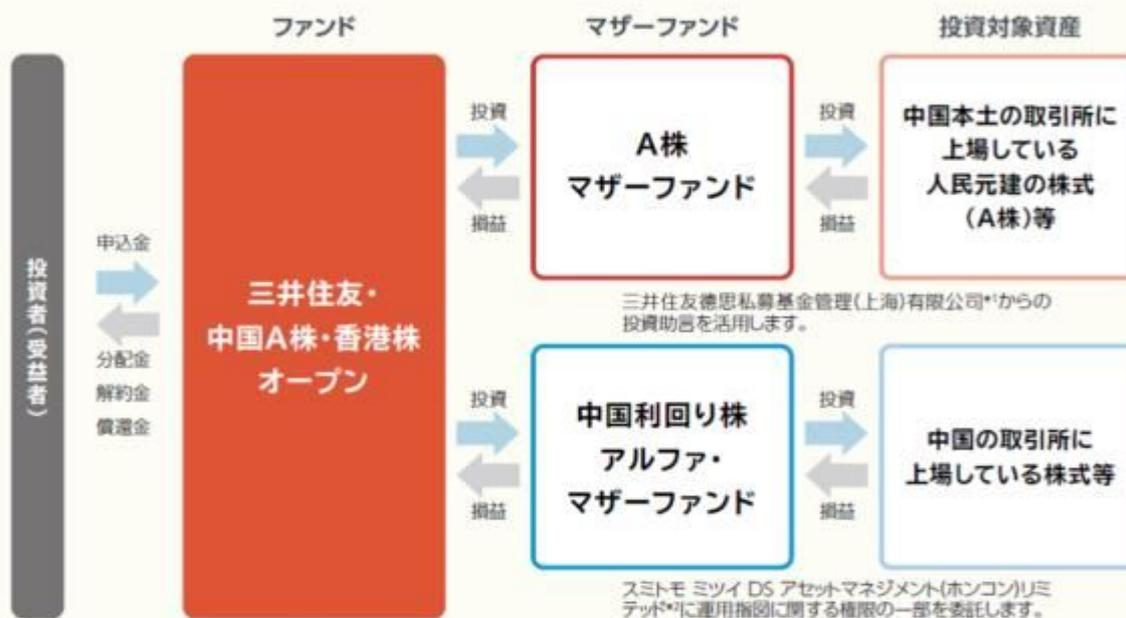 ファンド
マザーファンド
投資対象資産
投資者(受益者)
申込金
分配金
解約金
償還金
三井住友・
中国A株・香港株
オープン
投資
損益
A株
マザーファンド
投資
損益
中国本土の取引所に
上場している
人民元建の株式
(A株)等
三井住友德思私募基金管理(上海)有限公司*1からの
投資助言を活用します。
投資
損益
中国利回り株
アルファ・
マザーファンド
投資
損益
中国の取引所に
上場している株式等
スミトモ ミツイ DS アセットマネジメント(ホンコン)リミ
テッド*2に運用指図に関する権限の一部を委託します。